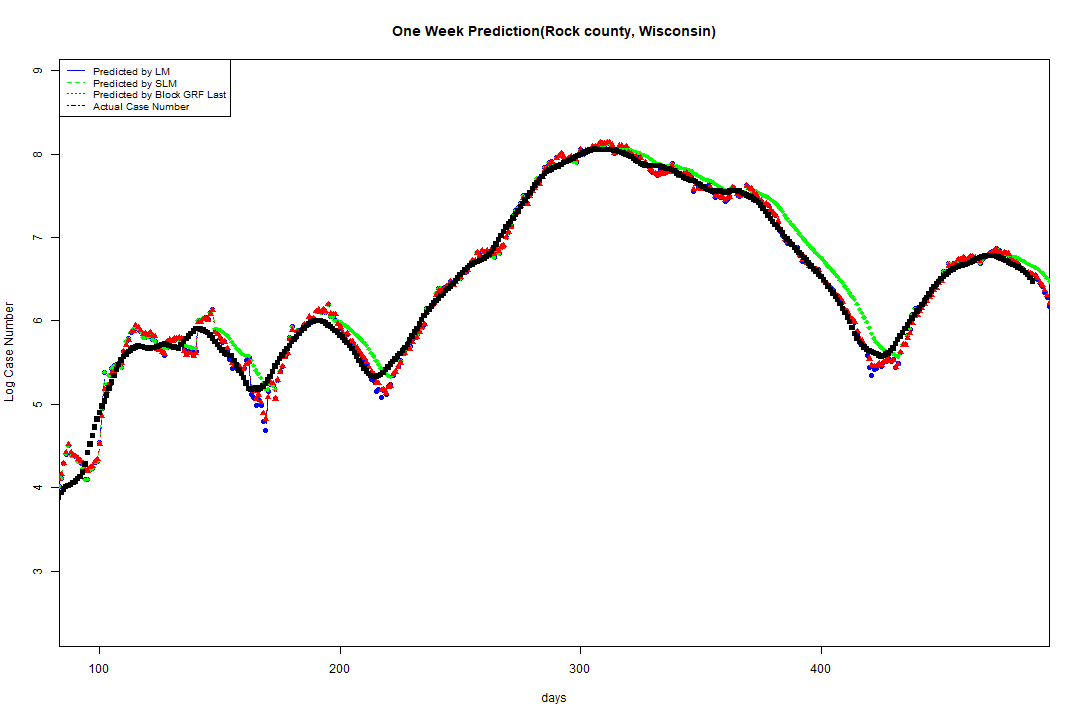 One Week Prediction(Rock county, Wisconsin)
9
Predicted by LM
Predicted by SLM
Predicted by Block GRF Last
Actual Case Number
8
7
6
5
4
3
Log Case Number
100 200 300 400
days